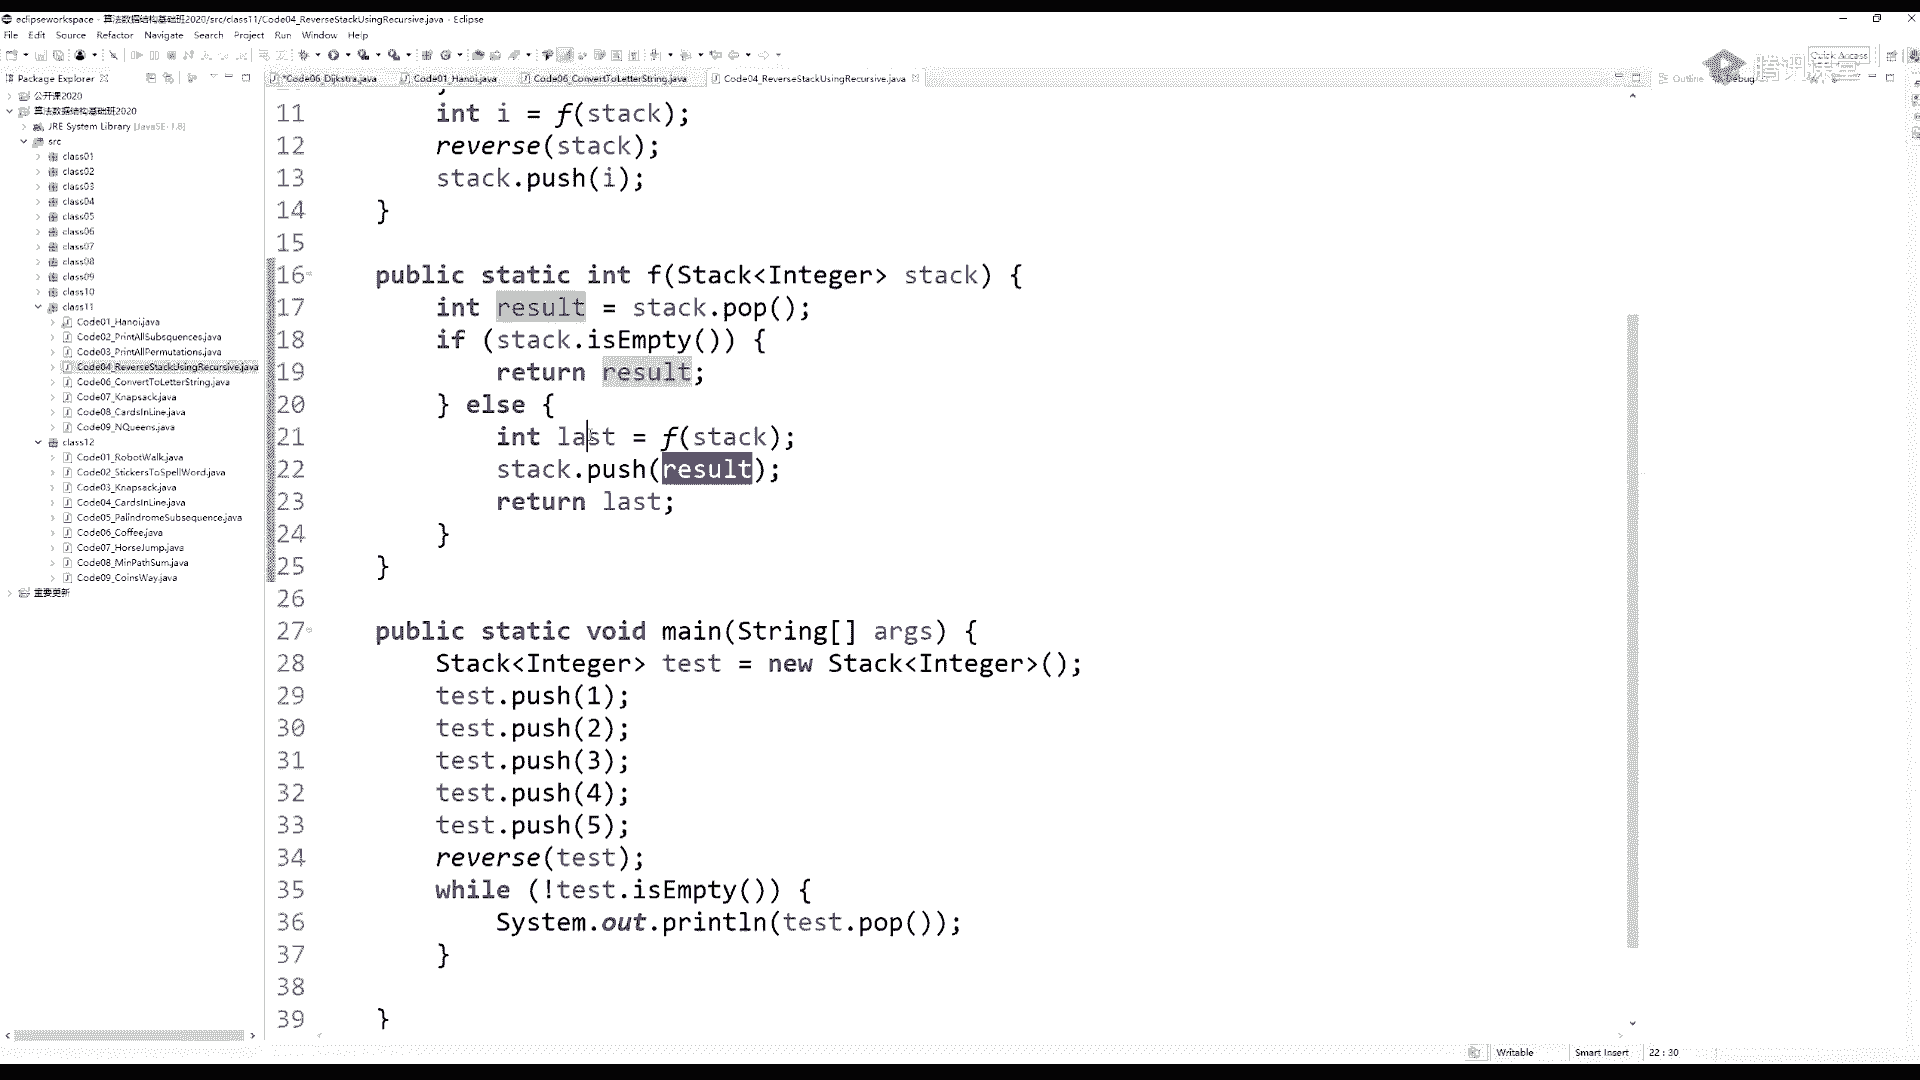 eclipseworkspace - 算法数据结构基础班2020/src/class11/Code04_ReverseStackUsingRecursive.java - Eclipse
File Edit Source Refactor Navigate Search Project Run Window Help
Quick Access
腾讯课堂
Package Explorer
*Code06_Dijkstra.java Code01_Hanoi.java Code06_ConvertToLetterString.java Code04_ReverseStackUsingRecursive.java
Outline Debug
公开课2020
算法数据结构基础班2020
JRE System Library [JavaSE-1.8]
src
class01
class02
class03
class04
class05
class06
class07
class08
class09
class10
class11
Code01_Hanoi.java
Code02_PrintAllSubsquences.java
Code03_PrintAllPermutations.java
Code04_ReverseStackUsingRecursive.java
Code06_ConvertToLetterString.java
Code07_Knapsack.java
Code08_CardsInLine.java
Code09_NQueens.java
class12
Code01_RobotWalk.java
Code02_StickersToSpellWord.java
Code03_Knapsack.java
Code04_CardsInLine.java
Code05_PalindromeSubsequence.java
Code06_Coffee.java
Code07_HorseJump.java
Code08_MinPathSum.java
Code09_CoinsWay.java
重要更新
11 int i = f(stack);
12 reverse(stack);
13 stack.push(i);
14 }
15
16 public static int f(Stack<Integer> stack) {
17 int result = stack.pop();
18 if (stack.isEmpty()) {
19 return result;
20 } else {
21 int last = f(stack);
22 stack.push(result);
23 return last;
24 }
25 }
26
27 public static void main(String[] args) {
28 Stack<Integer> test = new Stack<Integer>();
29 test.push(1);
30 test.push(2);
31 test.push(3);
32 test.push(4);
33 test.push(5);
34 reverse(test);
35 while (!test.isEmpty()) {
36 System.out.println(test.pop());
37 }
38
39 }
Writable Smart Insert 22 : 30